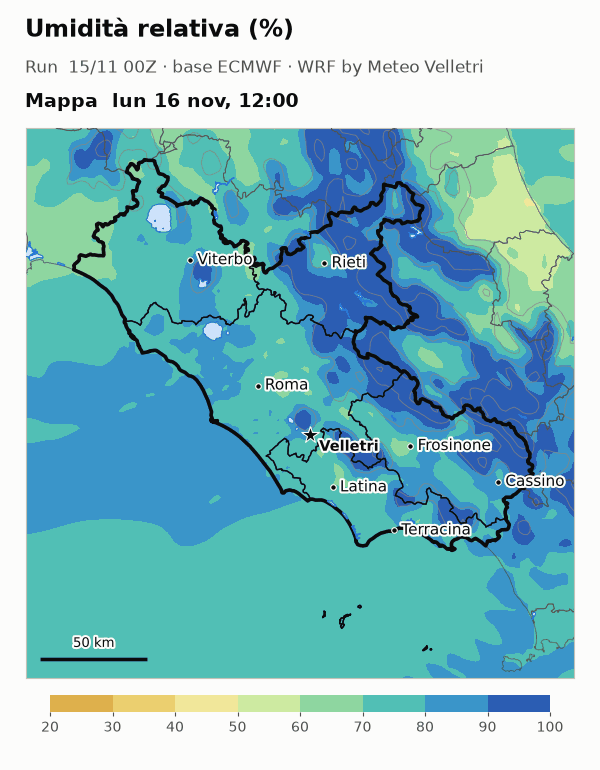 Umidità relativa (%)
Run 15/11 00Z · base ECMWF · WRF by Meteo Velletri
Mappa lun 16 nov, 12:00
Viterbo
Rieti
Roma
Velletri
Frosinone
Latina
Cassino
Terracina
50 km
20 30 40 50 60 70 80 90 100